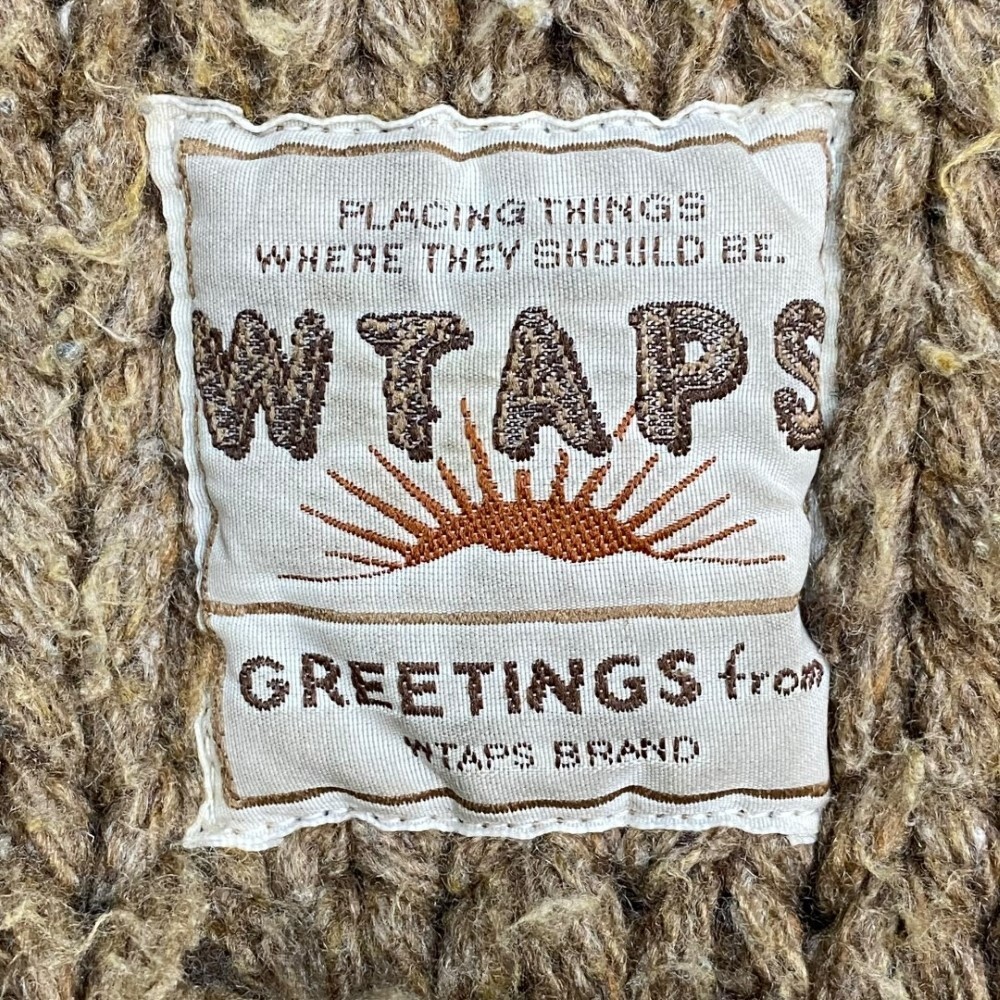 PLACING THINGS
WHERE THEY SHOULD BE.
WTAPS
GREETINGS from
WTAPS BRAND